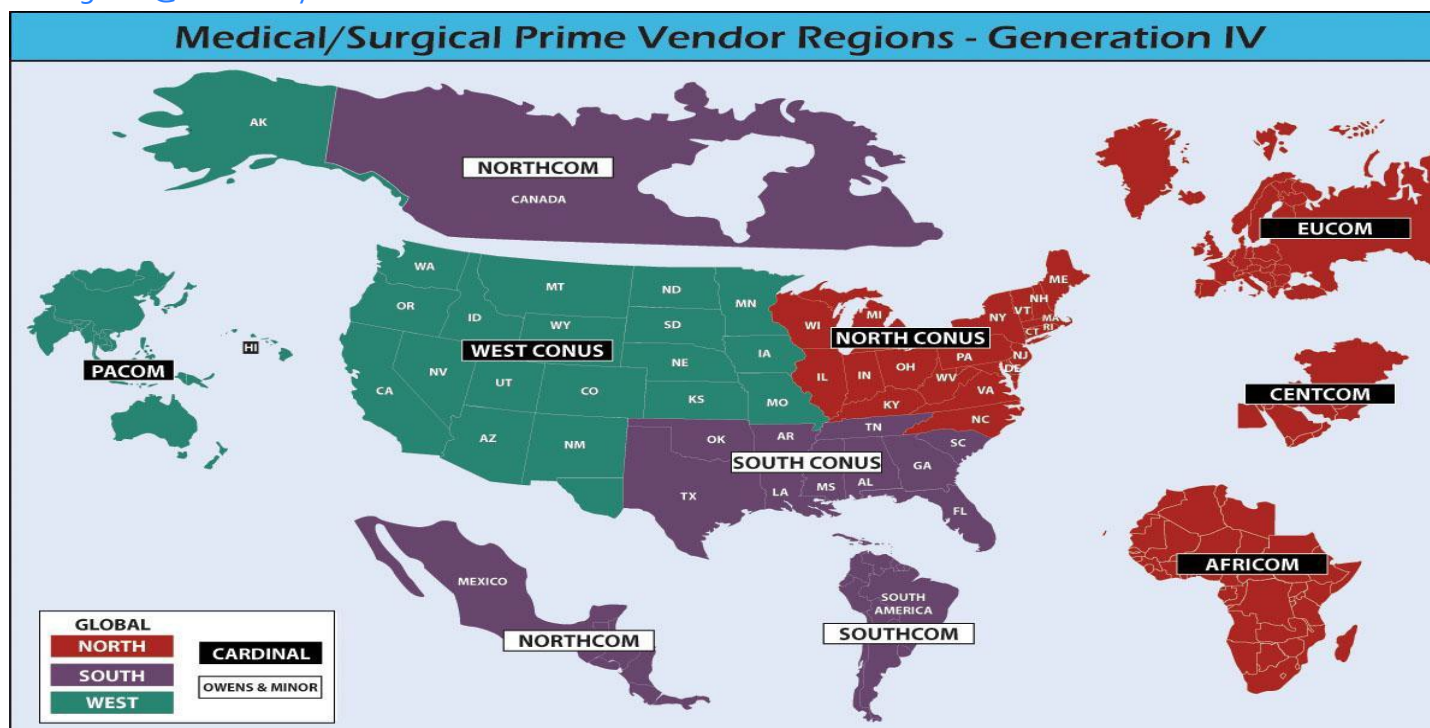 Medical/Surgical Prime Vendor Regions - Generation IV
AK
NORTHCOM
CANADA
EUCOM
WA
MT
ND
MN
ME
OR
ID
WY
SD
WI
MI
NY
VT
NH
MA
RI
CT
HI
PACOM
WEST CONUS
NORTH CONUS
NV
UT
CO
NE
IA
IL
IN
OH
PA
NJ
DE
WV
VA
CENTCOM
CA
KS
MO
KY
NC
AZ
NM
OK
AR
TN
SC
SOUTH CONUS
TX
LA
MS
AL
GA
FL
AFRICOM
MEXICO
NORTHCOM
SOUTH
AMERICA
SOUTHCOM
GLOBAL
NORTH
SOUTH
WEST
CARDINAL
OWENS & MINOR